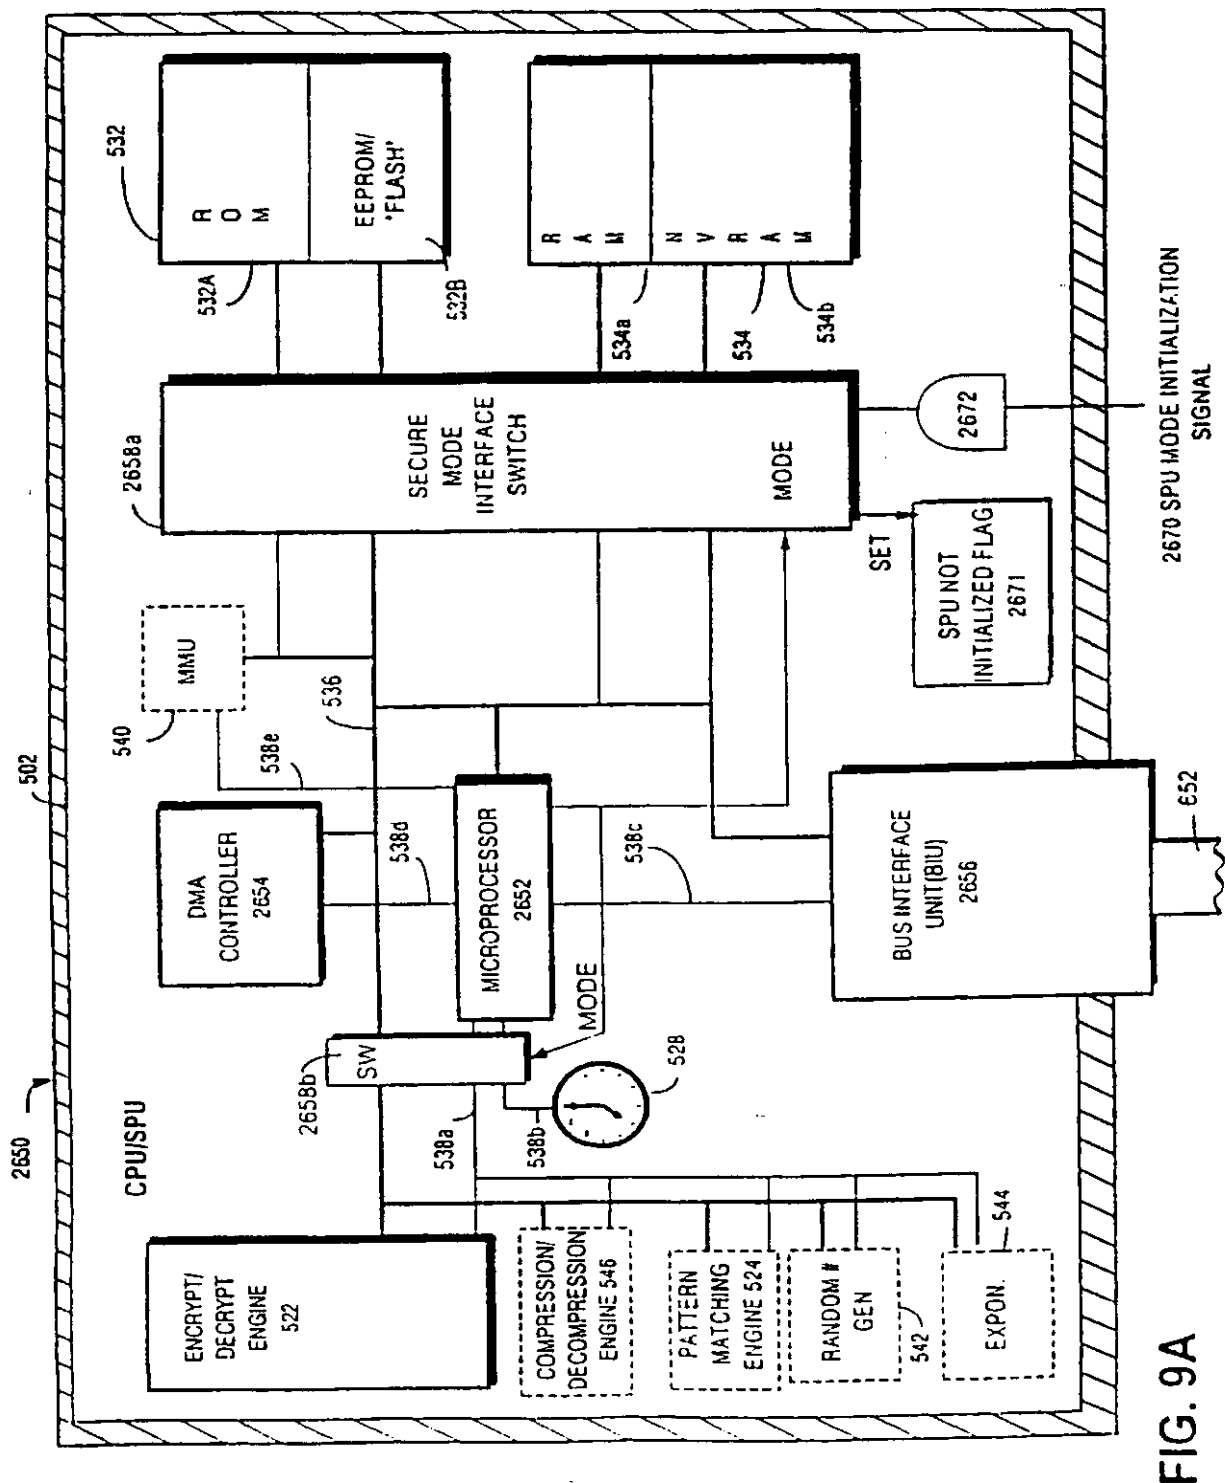 2650
502
CPU/SPU
ENCRYPT/
DECRYPT
ENGINE
522
2658b
SW
DMA
CONTROLLER
2654
540
MMU
538e
536
2658a
532
R
O
M
532A
EEPROM/
'FLASH'
532B
538a
538b
528
MODE
MICROPROCESSOR
2652
538d
538c
SECURE
MODE
INTERFACE
SWITCH
MODE
R
A
M
N
V
R
A
M
534a
534
534b
COMPRESSION/
DECOMPRESSION
ENGINE 546
PATTERN
MATCHING
ENGINE 524
RANDOM #
GEN
542
EXPON.
544
BUS INTERFACE
UNIT(BIU)
2656
652
SET
SPU NOT
INITIALIZED FLAG
2671
2672
2670 SPU MODE INITIALIZATION
SIGNAL
FIG. 9A